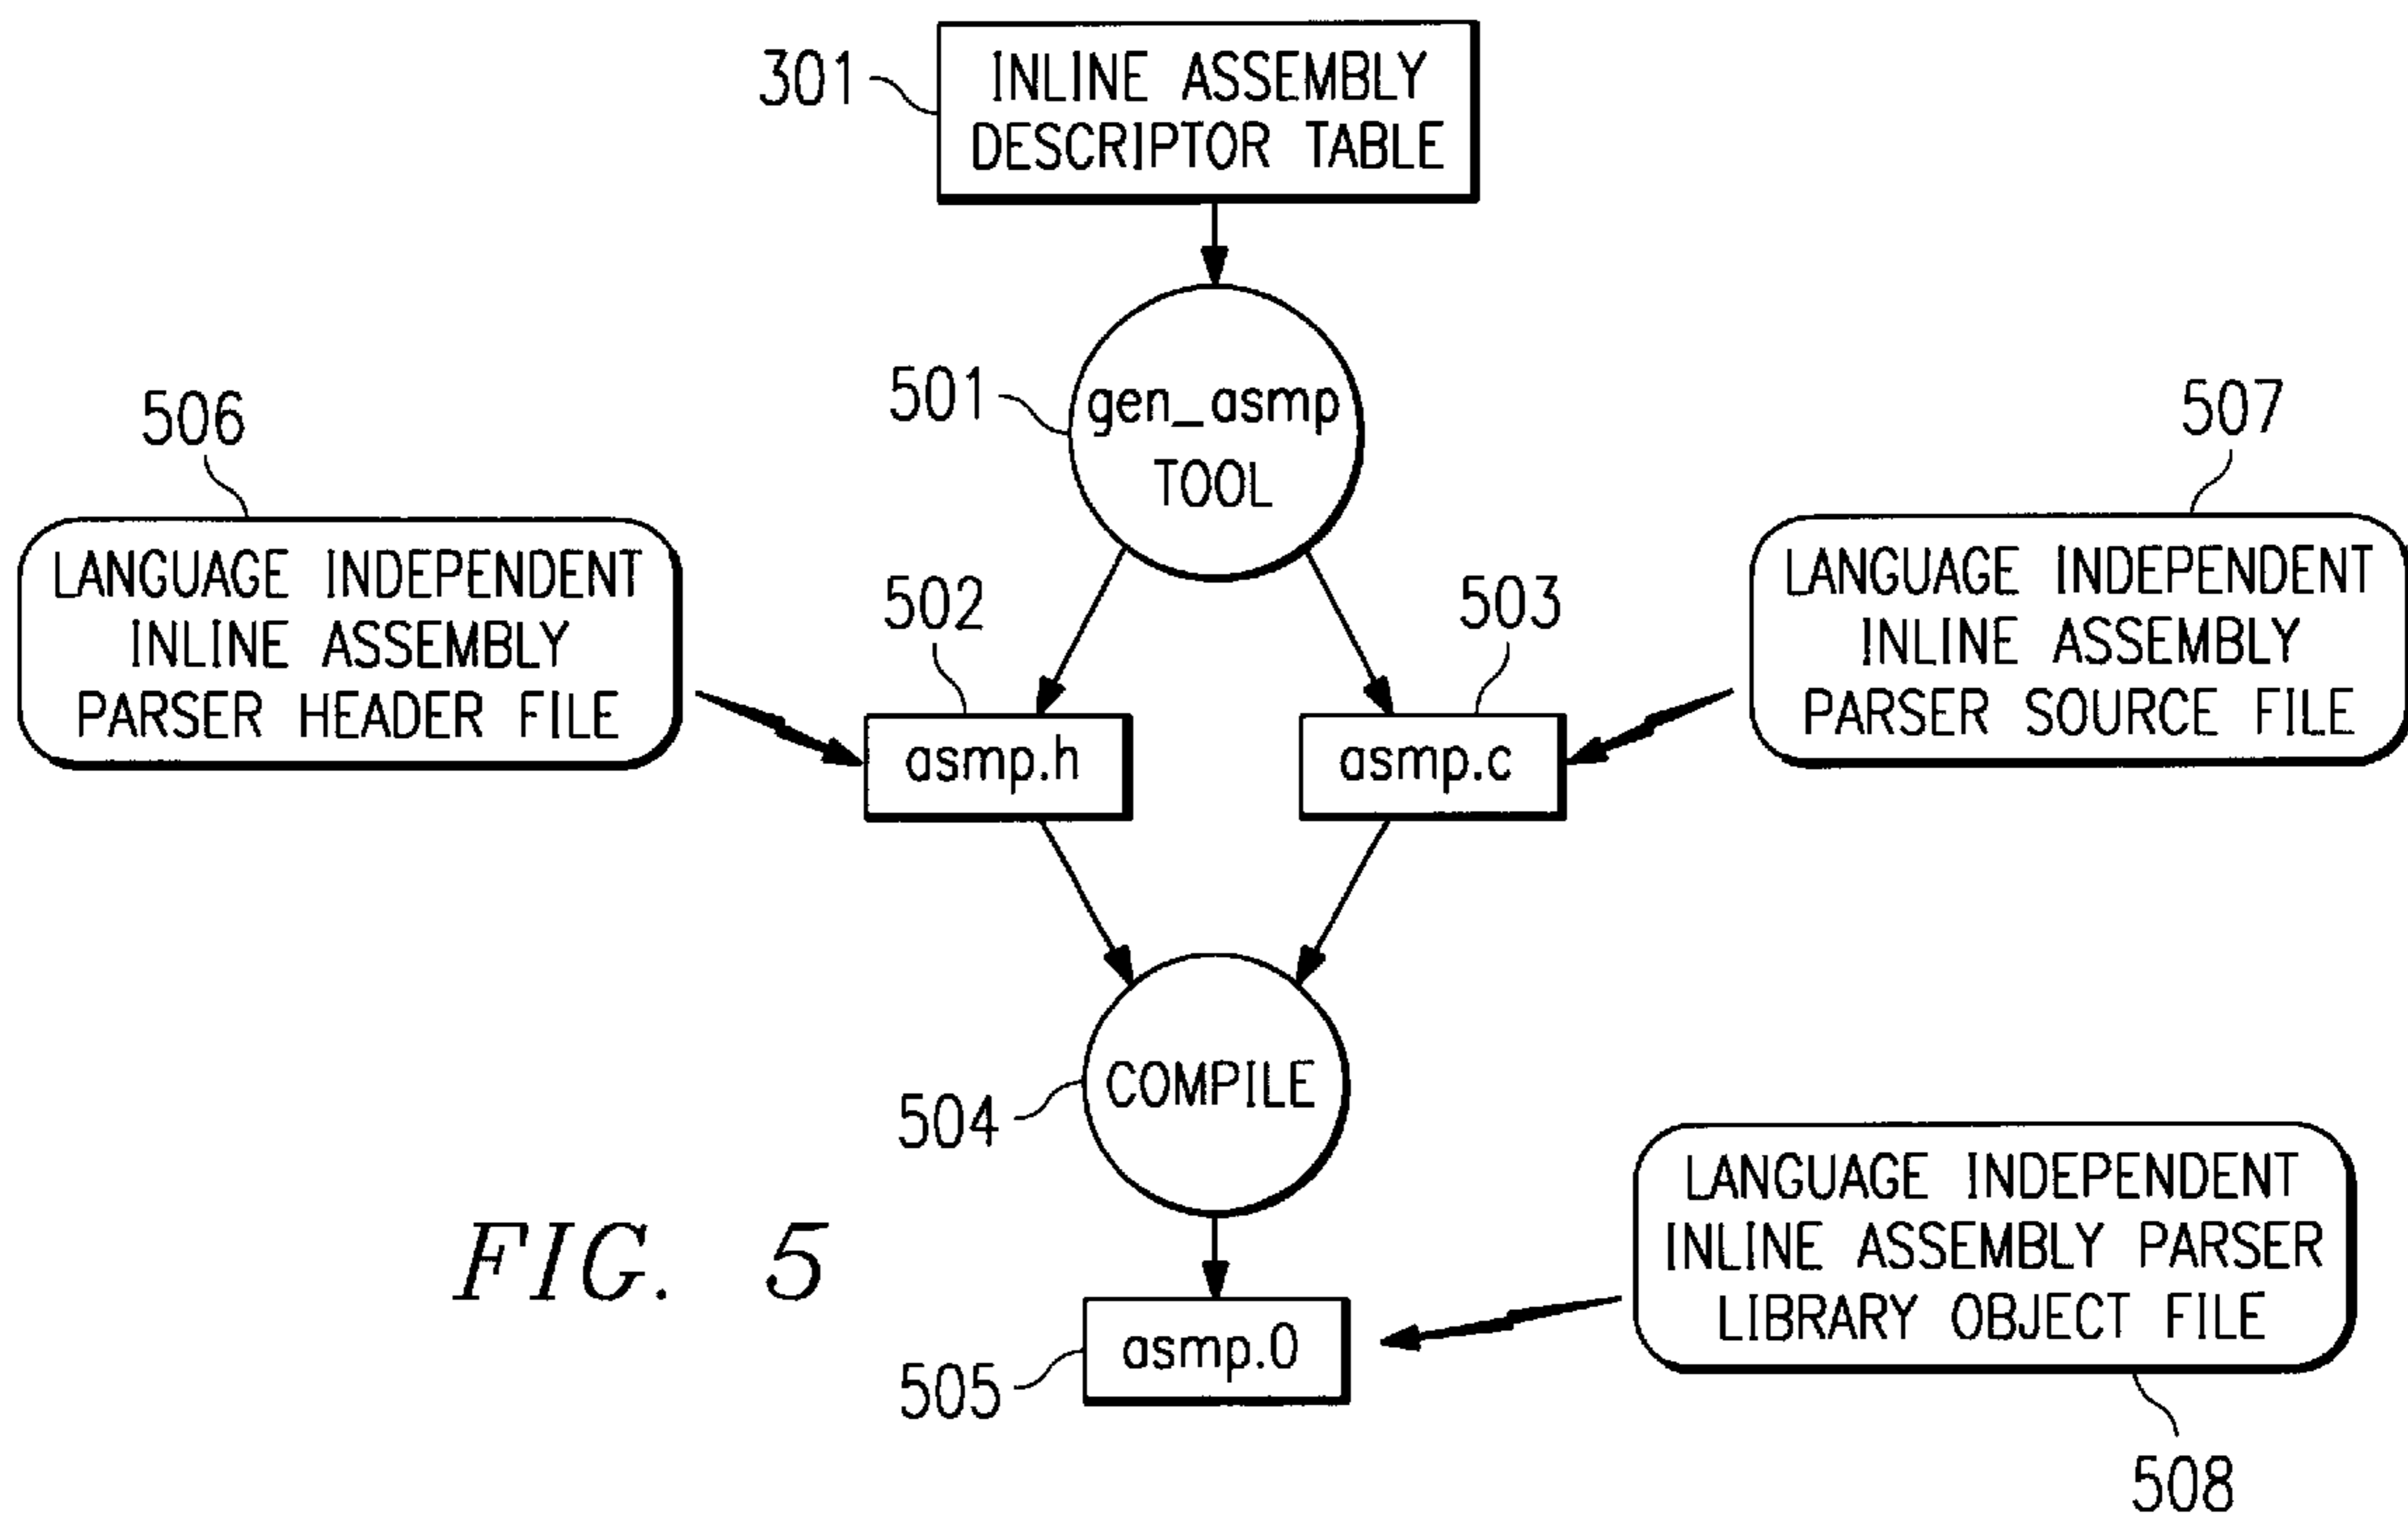 301
INLINE ASSEMBLY
DESCRIPTOR TABLE
501
gen_asmp
TOOL
506
LANGUAGE INDEPENDENT
INLINE ASSEMBLY
PARSER HEADER FILE
507
LANGUAGE INDEPENDENT
INLINE ASSEMBLY
PARSER SOURCE FILE
502
asmp.h
503
asmp.c
504
COMPILE
505
asmp.0
LANGUAGE INDEPENDENT
INLINE ASSEMBLY PARSER
LIBRARY OBJECT FILE
508
FIG. 5